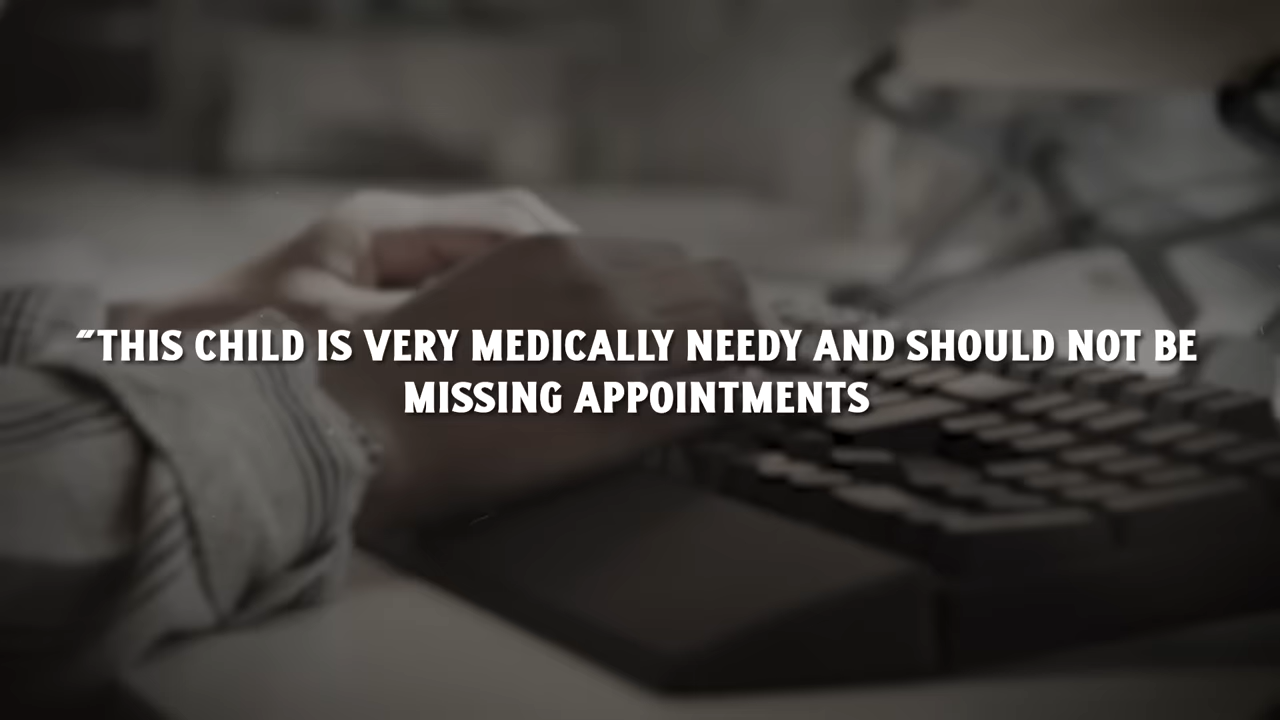 “THIS CHILD IS VERY MEDICALLY NEEDY AND SHOULD NOT BE
MISSING APPOINTMENTS